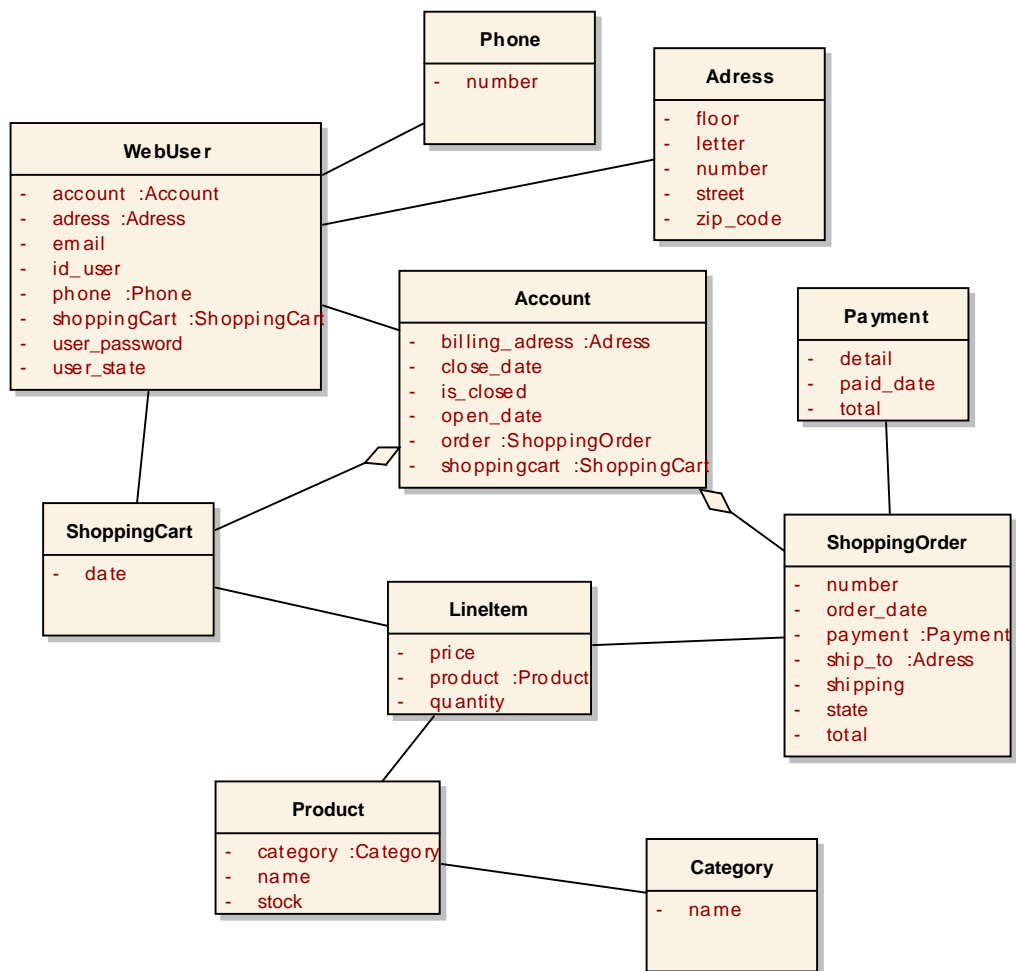 Phone
- number
Adress
- floor
- letter
- number
- street
- zip_code
WebUser
- account :Account
- adress :Adress
- email
- id_user
- phone :Phone
- shoppingCart :ShoppingCart
- user_password
- user_state
Account
- billing_adress :Adress
- close_date
- is_closed
- open_date
- order :ShoppingOrder
- shoppingcart :ShoppingCart
Payment
- detail
- paid_date
- total
ShoppingCart
- date
ShoppingOrder
- number
- order_date
- payment :Payment
- ship_to :Adress
- shipping
- state
- total
LineItem
- price
- product :Product
- quantity
Product
- category :Category
- name
- stock
Category
- name